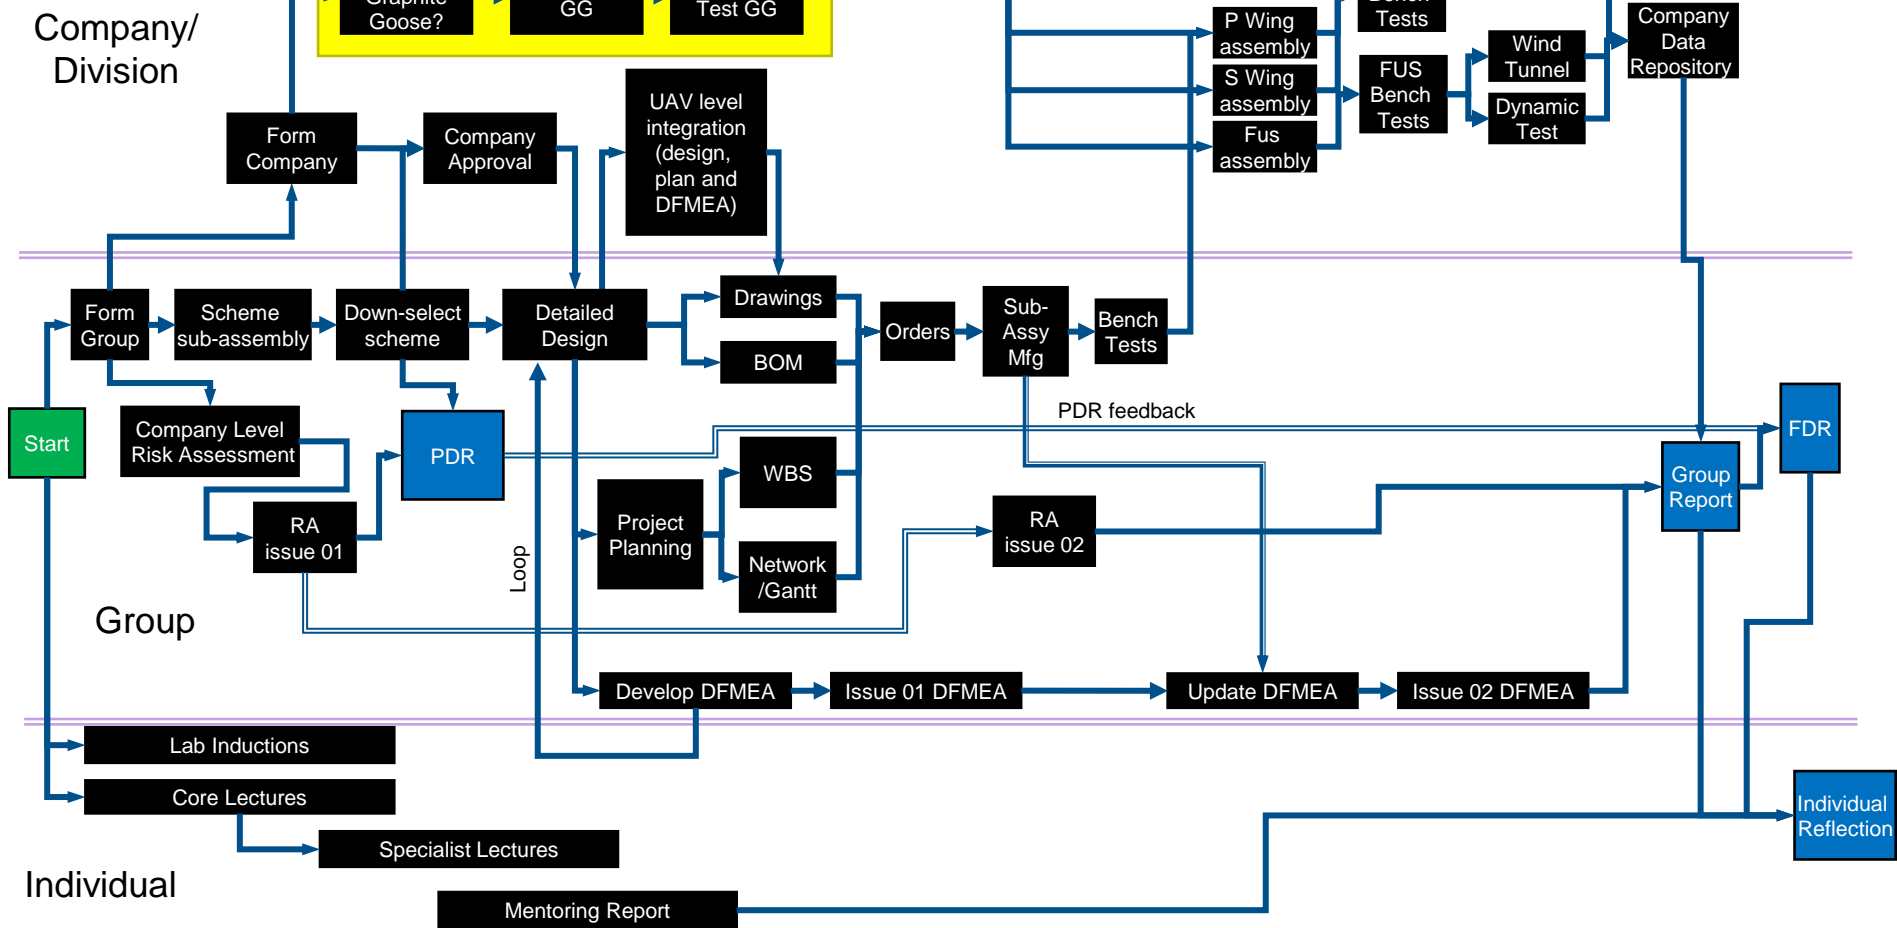 Company/
Division
Graphite
Goose?
GG
Test GG
P Wing
assembly
S Wing
assembly
Fus
assembly
Bench
Tests
FUS
Bench
Tests
Wind
Tunnel
Dynamic
Test
Company
Data
Repository
Form
Company
Company
Approval
UAV level
integration
(design,
plan and
DFMEA)
Form
Group
Scheme
sub-assembly
Down-select
scheme
Detailed
Design
Drawings
BOM
Orders
Sub-
Assy
Mfg
Bench
Tests
Start
Company Level
Risk Assessment
PDR
PDR feedback
FDR
RA
issue 01
Loop
Project
Planning
WBS
Network
/Gantt
RA
issue 02
Group
Report
Group
Develop DFMEA
Issue 01 DFMEA
Update DFMEA
Issue 02 DFMEA
Lab Inductions
Core Lectures
Specialist Lectures
Individual
Reflection
Individual
Mentoring Report